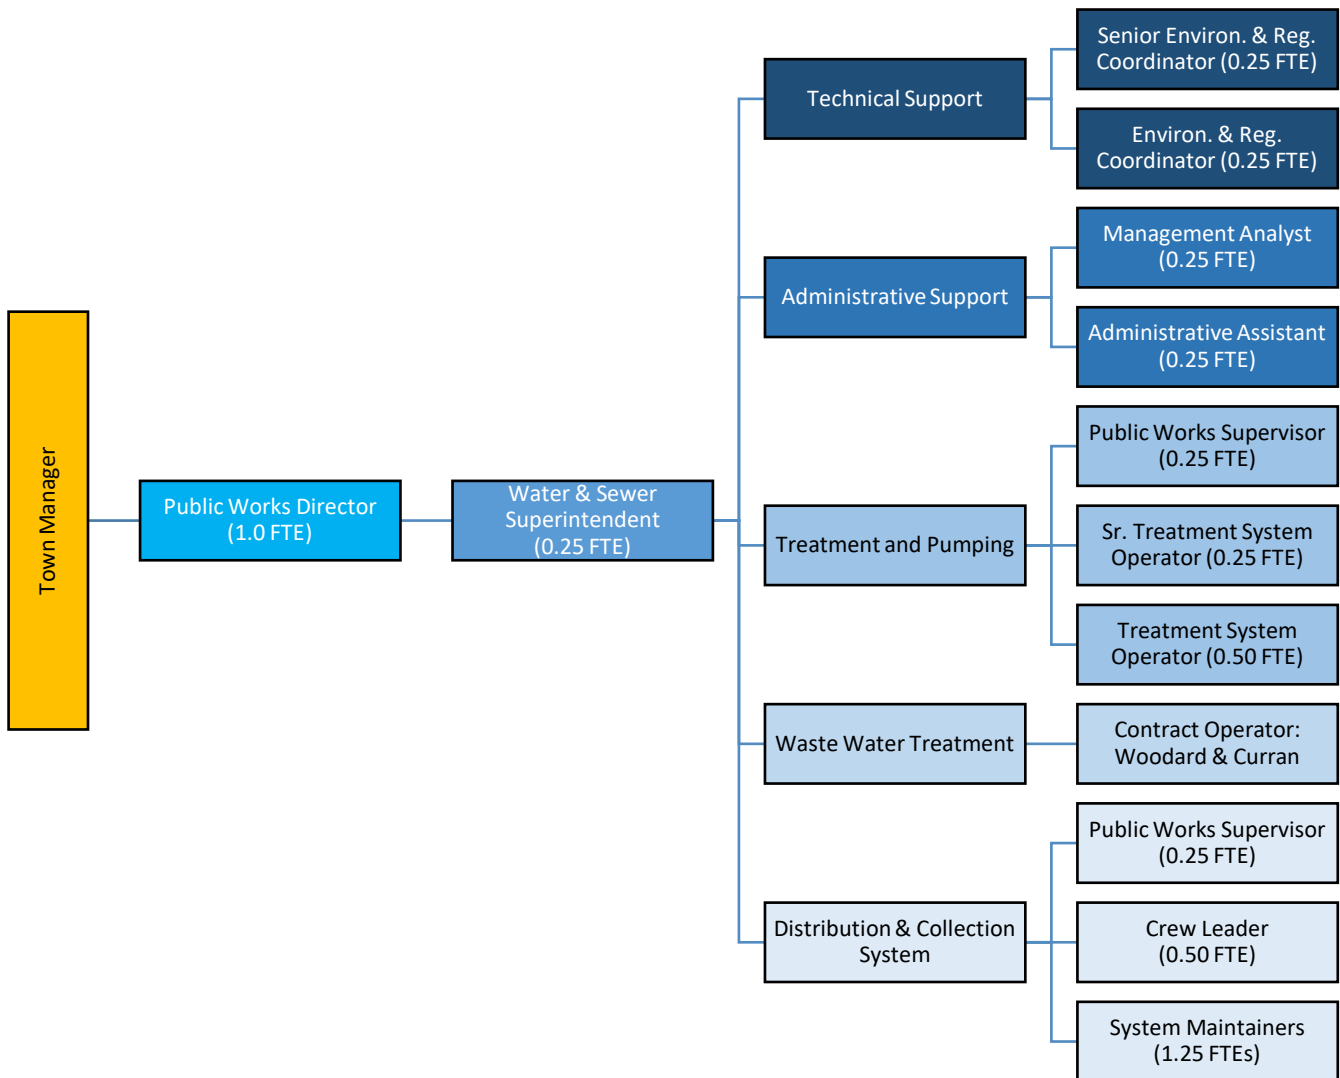 Town Manager
Public Works Director
(1.0 FTE)
Water & Sewer
Superintendent
(0.25 FTE)
Technical Support
Senior Environ. & Reg.
Coordinator (0.25 FTE)
Environ. & Reg.
Coordinator (0.25 FTE)
Administrative Support
Management Analyst
(0.25 FTE)
Administrative Assistant
(0.25 FTE)
Treatment and Pumping
Public Works Supervisor
(0.25 FTE)
Sr. Treatment System
Operator (0.25 FTE)
Treatment System
Operator (0.50 FTE)
Waste Water Treatment
Contract Operator:
Woodard & Curran
Distribution & Collection
System
Public Works Supervisor
(0.25 FTE)
Crew Leader
(0.50 FTE)
System Maintainers
(1.25 FTEs)